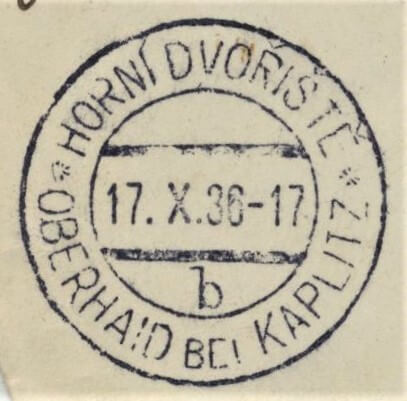 * HORNÍ DVOŘIŠTĚ *
17. X.36-17
b
OBERHAID BEI KAPLITZ